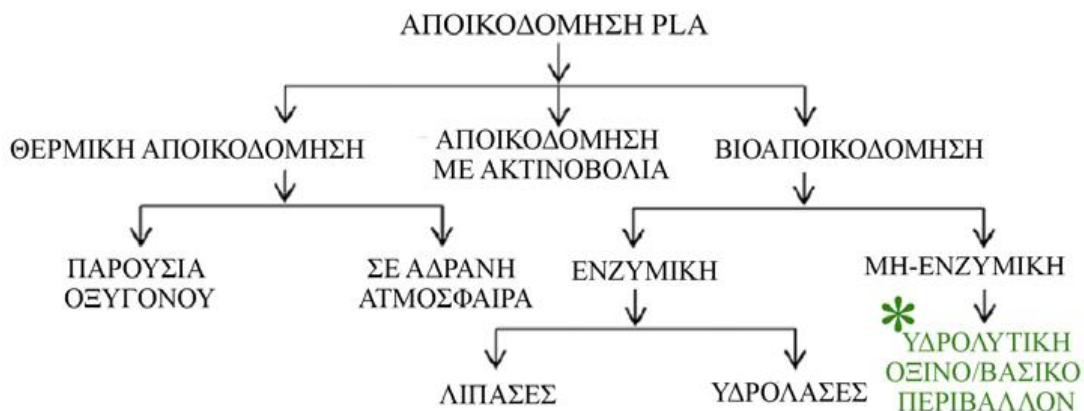 ΑΠΟΙΚΟΔΟΜΗΣΗ PLA
ΘΕΡΜΙΚΗ ΑΠΟΙΚΟΔΟΜΗΣΗ
ΑΠΟΙΚΟΔΟΜΗΣΗ
ΜΕ ΑΚΤΙΝΟΒΟΛΙΑ
ΒΙΟΑΠΟΙΚΟΔΟΜΗΣΗ
ΠΑΡΟΥΣΙΑ
ΟΞΥΓΟΝΟΥ
ΣΕ ΑΔΡΑΝΗ
ΑΤΜΟΣΦΑΙΡΑ
ΕΝΖΥΜΙΚΗ
ΜΗ-ΕΝΖΥΜΙΚΗ
ΛΙΠΑΣΕΣ
ΥΔΡΟΛΑΣΕΣ
*ΥΔΡΟΛΥΤΙΚΗ
ΟΞΙΝΟ/ΒΑΣΙΚΟ
ΠΕΡΙΒΑΛΛΟΝ